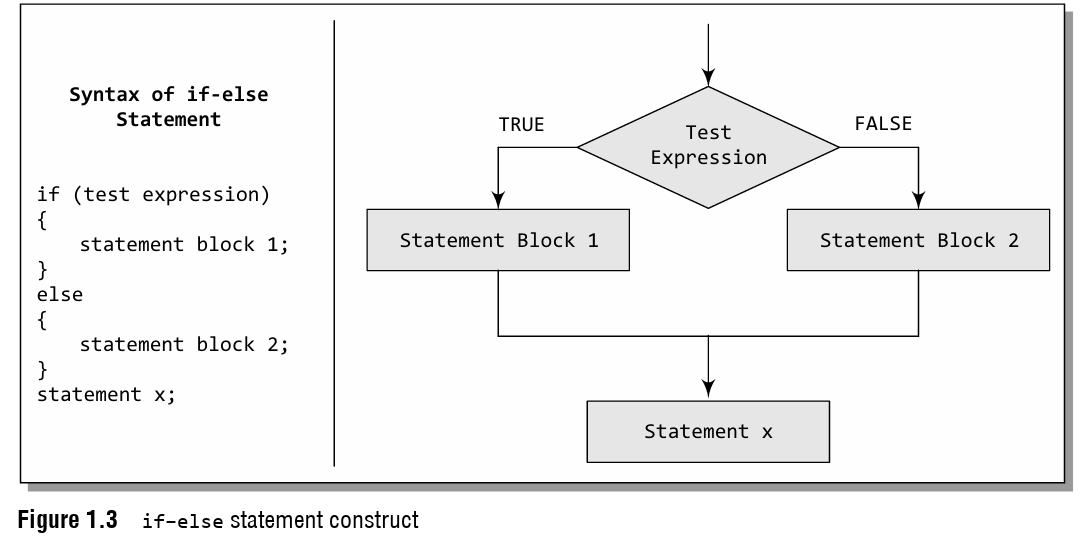 Syntax of if-else
Statement
if (test expression)
{
    statement block 1;
}
else
{
    statement block 2;
}
statement x;
TRUE
Test
Expression
FALSE
Statement Block 1
Statement Block 2
Statement x
Figure 1.3 if-else statement construct